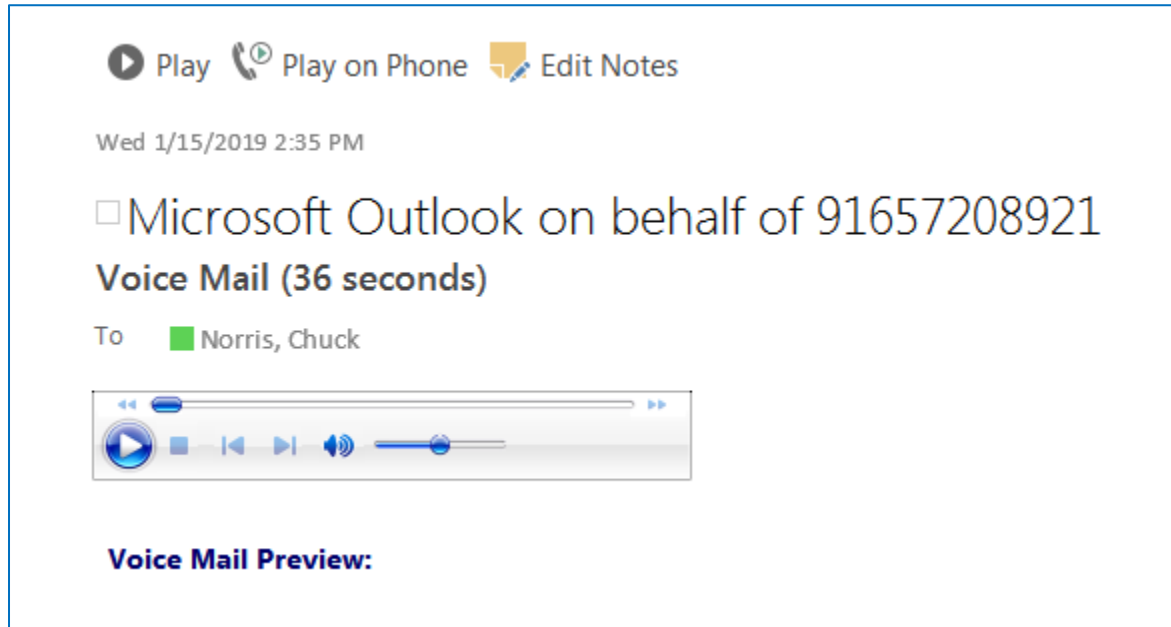 Play Play on Phone Edit Notes
Wed 1/15/2019 2:35 PM
Microsoft Outlook on behalf of 91657208921
Voice Mail (36 seconds)
To Norris, Chuck
Voice Mail Preview: